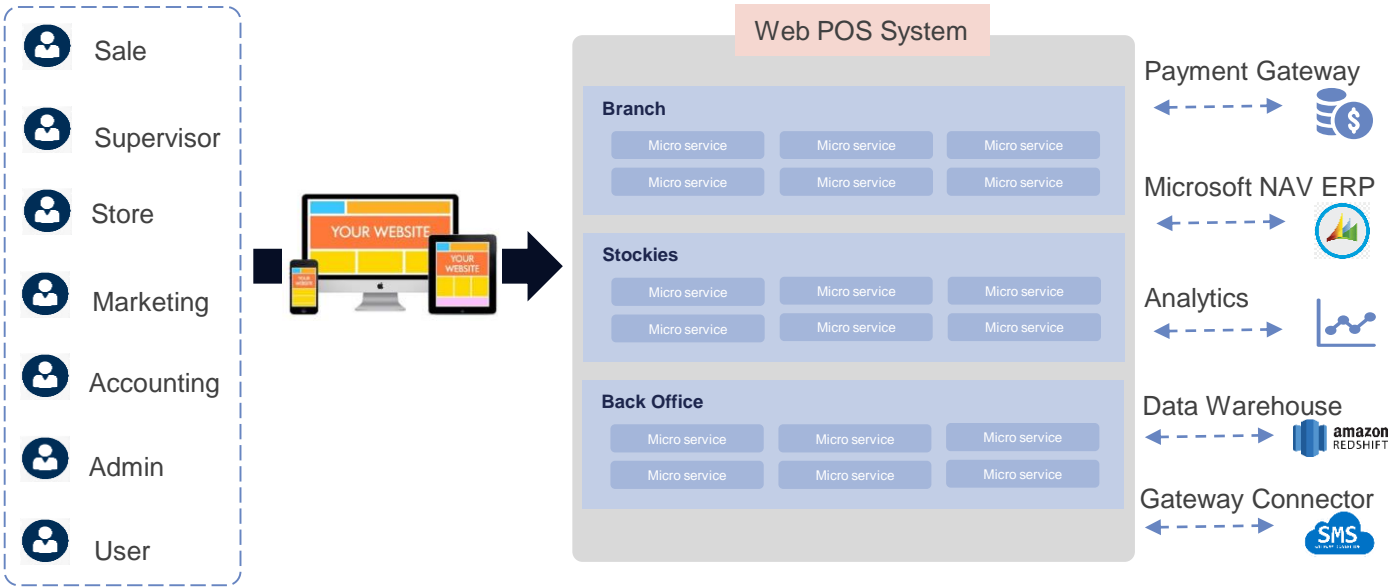 Sale
Supervisor
Store
Marketing
Accounting
Admin
User
YOUR WEBSITE
YOUR
WEBSITE
YOUR
WEBSITE
Web POS System
Branch
Micro service Micro service Micro service
Micro service Micro service Micro service
Stockies
Micro service Micro service Micro service
Micro service Micro service Micro service
Back Office
Micro service Micro service Micro service
Micro service Micro service Micro service
Payment Gateway
$
Microsoft NAV ERP
Analytics
Data Warehouse
amazon
REDSHIFT
Gateway Connector
SMS